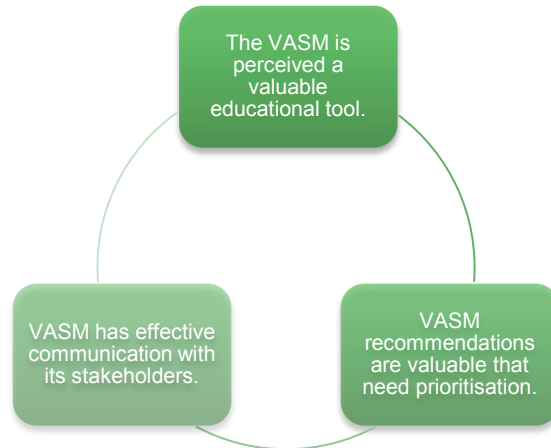 The VASM is
perceived a
valuable
educational tool.
VASM
recommendations
are valuable that
need prioritisation.
VASM has effective
communication with
its stakeholders.